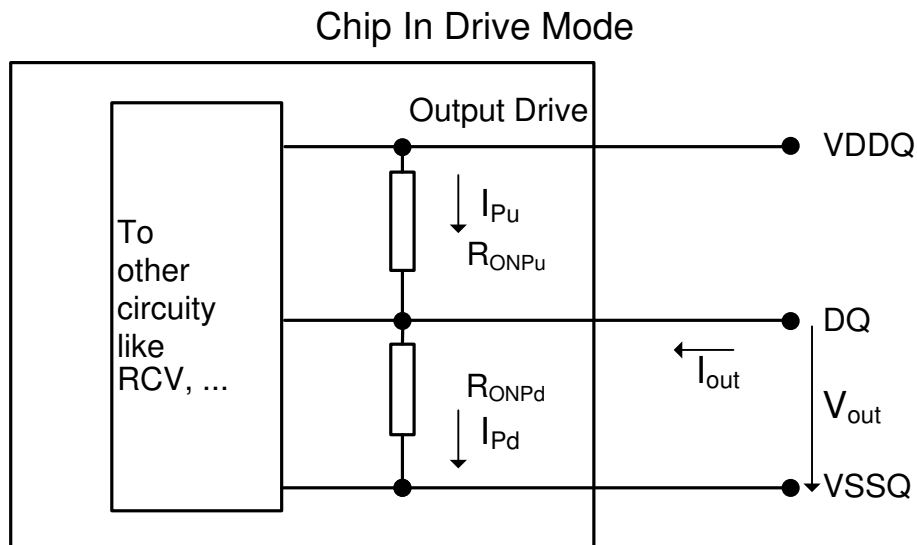 Chip In Drive Mode
Output Drive
VDDQ
I_Pu
R_ONPu
To
other
circuity
like
RCV, ...
DQ
I_out
R_ONPd
I_Pd
V_out
VSSQ